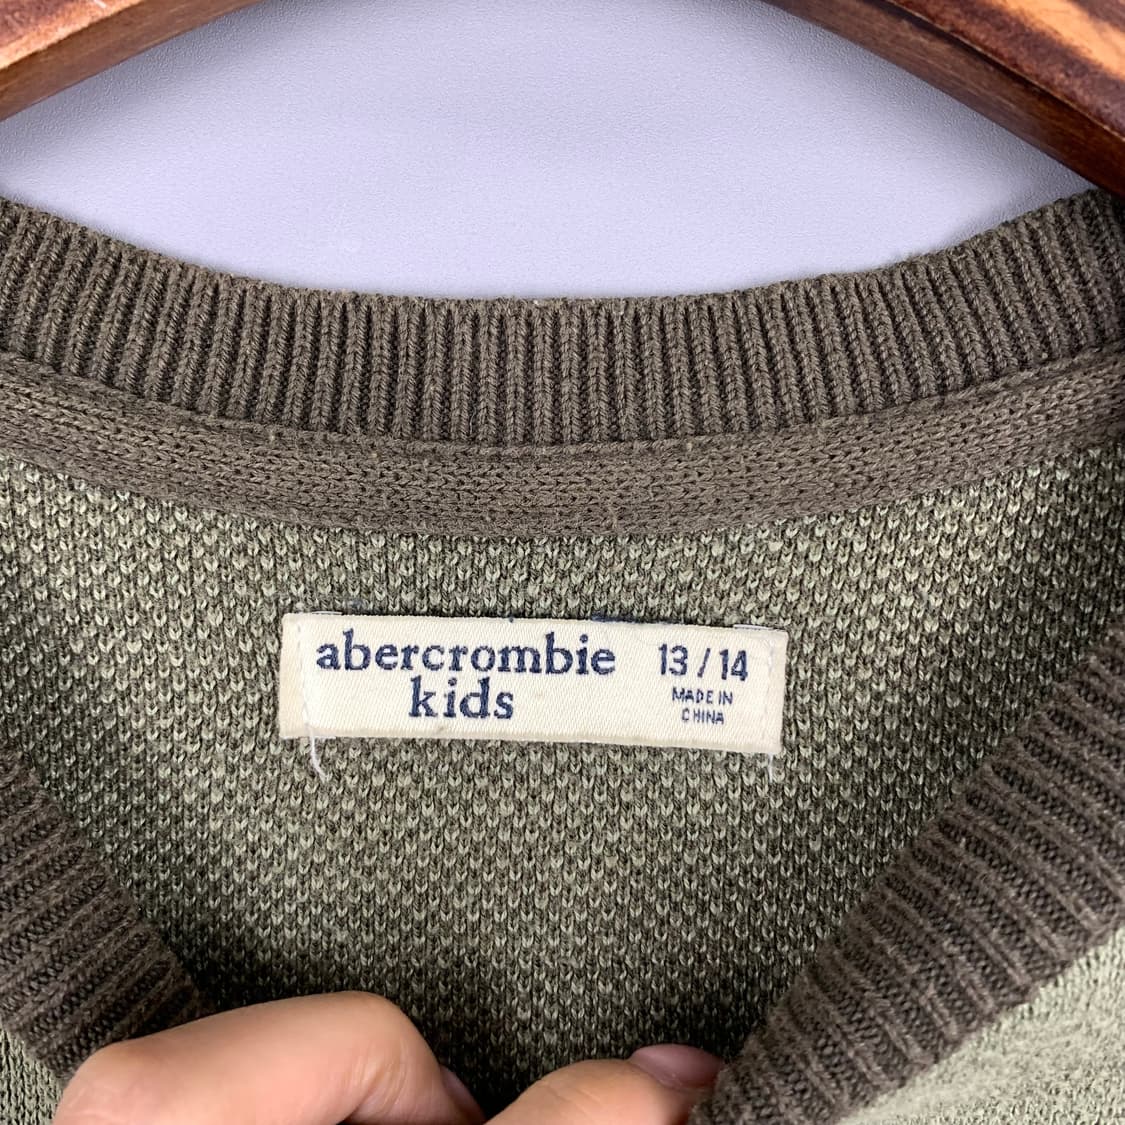 abercrombie
kids
13/14
MADE IN
CHINA